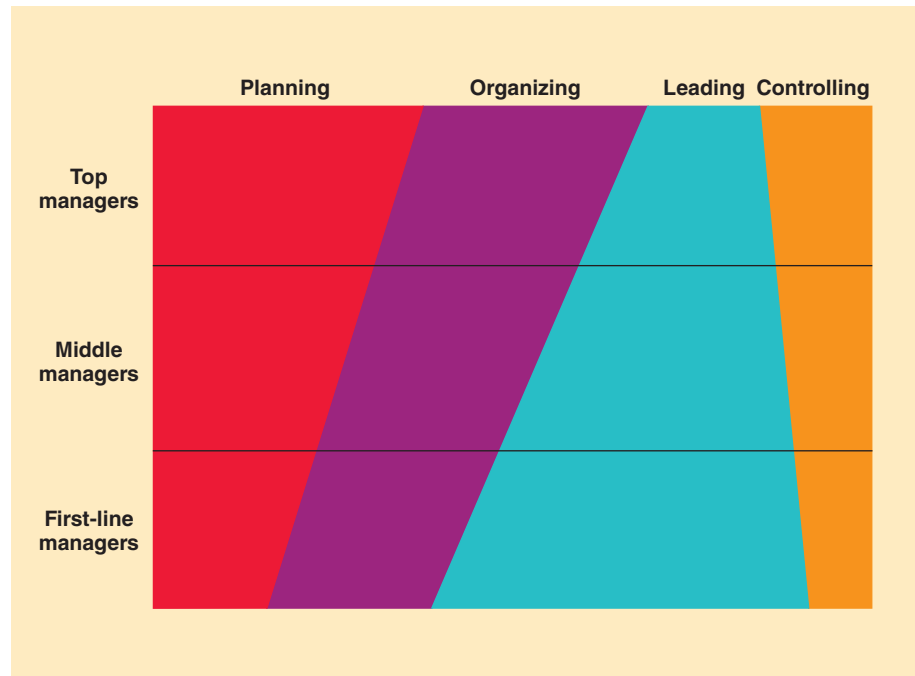 Planning Organizing Leading Controlling
Top
managers
Middle
managers
First-line
managers